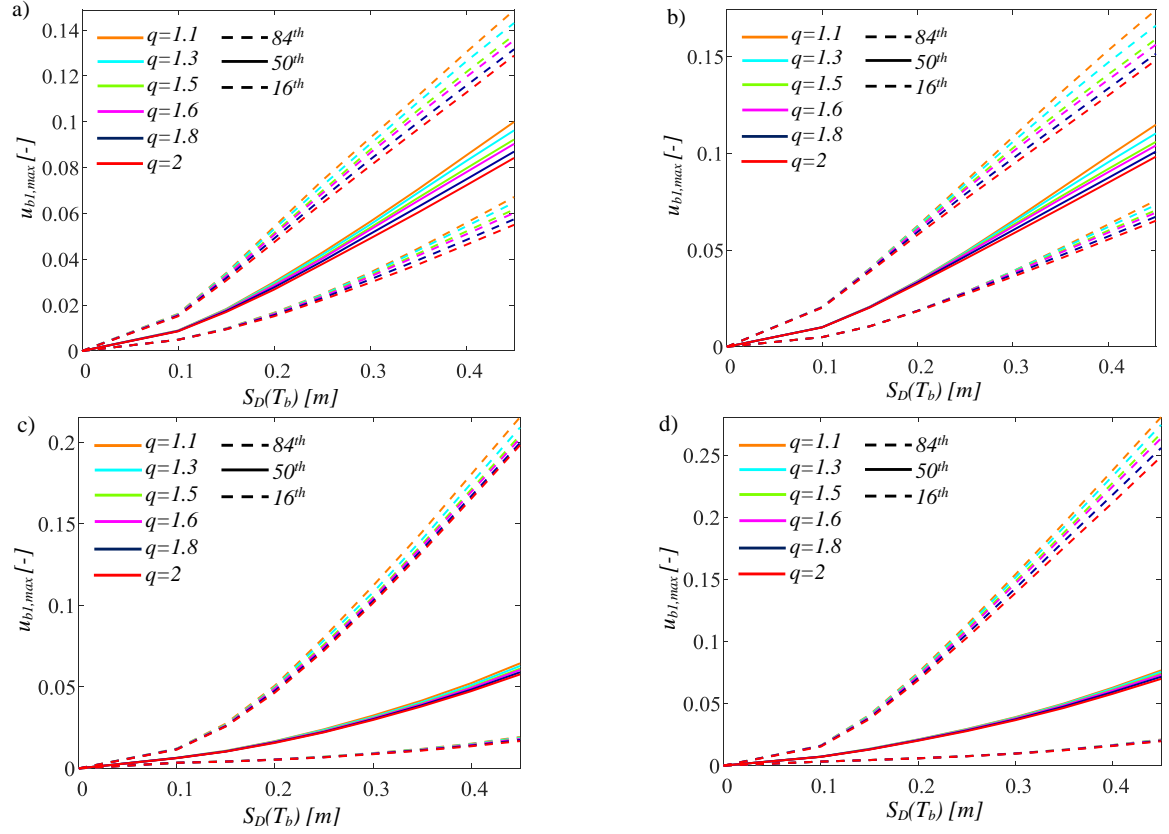 a)
q=1.1
84th
q=1.3
50th
q=1.5
16th
q=1.6
q=1.8
q=2
0.14
0.12
0.1
0.08
0.06
0.04
0.02
0
ub1,max [-]
0 0.1 0.2 0.3 0.4
SD(Tb) [m]
b)
q=1.1
84th
q=1.3
50th
q=1.5
16th
q=1.6
q=1.8
q=2
0.15
0.1
0.05
0
ub1,max [-]
0 0.1 0.2 0.3 0.4
SD(Tb) [m]
c)
q=1.1
84th
q=1.3
50th
q=1.5
16th
q=1.6
q=1.8
q=2
0.2
0.15
0.1
0.05
0
ub1,max [-]
0 0.1 0.2 0.3 0.4
SD(Tb) [m]
d)
q=1.1
84th
q=1.3
50th
q=1.5
16th
q=1.6
q=1.8
q=2
0.25
0.2
0.15
0.1
0.05
0
ub1,max [-]
0 0.1 0.2 0.3 0.4
SD(Tb) [m]